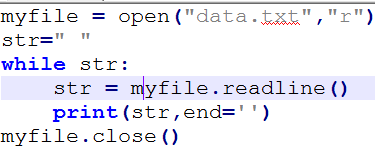 myfile = open("data.txt","r")
str=" "
while str:
    str = myfile.readline()
    print(str,end='')
myfile.close()